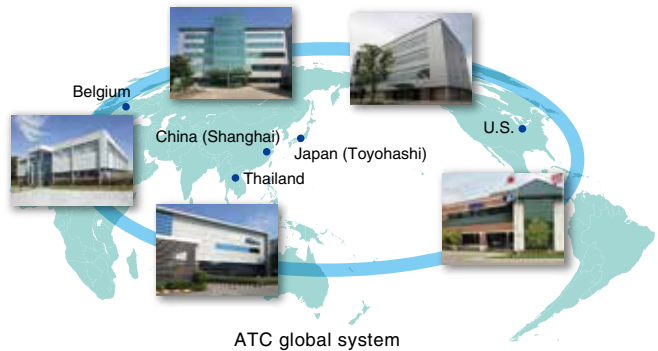 Belgium
China (Shanghai)
U.S.
Japan (Toyohashi)
Thailand
ATC global system